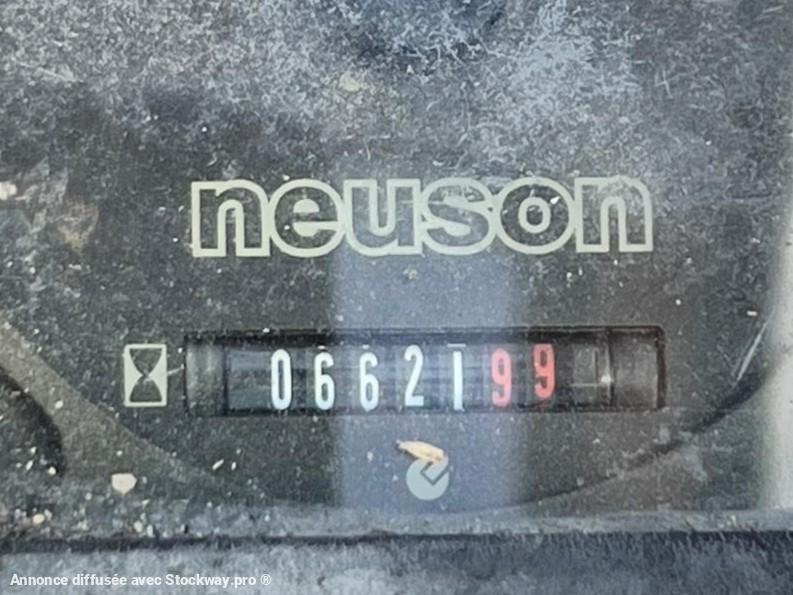 neuson
0662199
Annonce diffusée avec Stockway.pro ®